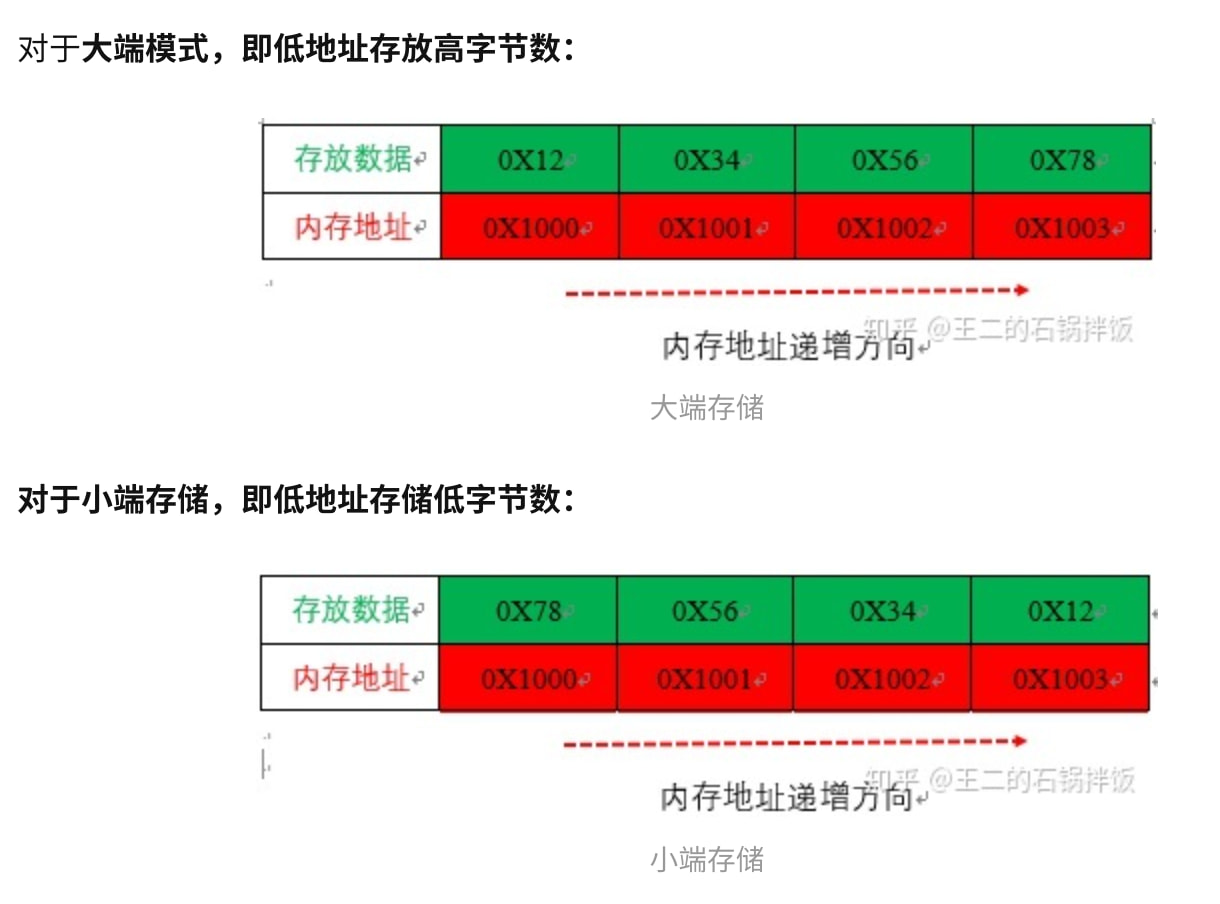 对于大端模式，即低地址存放高字节数：
存放数据 0X12 0X34 0X56 0X78
内存地址 0X1000 0X1001 0X1002 0X1003
知乎 @王二的石锅拌饭
内存地址递增方向
大端存储
对于小端存储，即低地址存储低字节数：
存放数据 0X78 0X56 0X34 0X12
内存地址 0X1000 0X1001 0X1002 0X1003
知乎 @王二的石锅拌饭
内存地址递增方向
小端存储